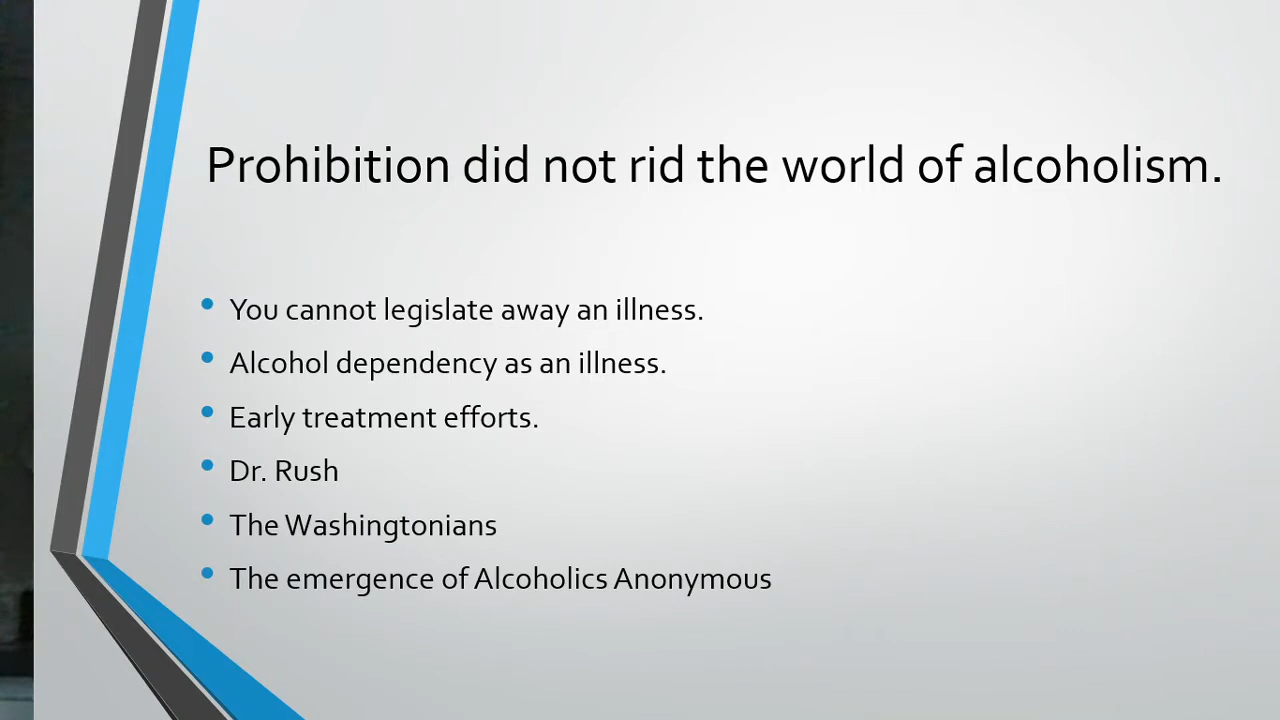 Prohibition did not rid the world of alcoholism.
You cannot legislate away an illness.
Alcohol dependency as an illness.
Early treatment efforts.
Dr. Rush
The Washingtonians
The emergence of Alcoholics Anonymous